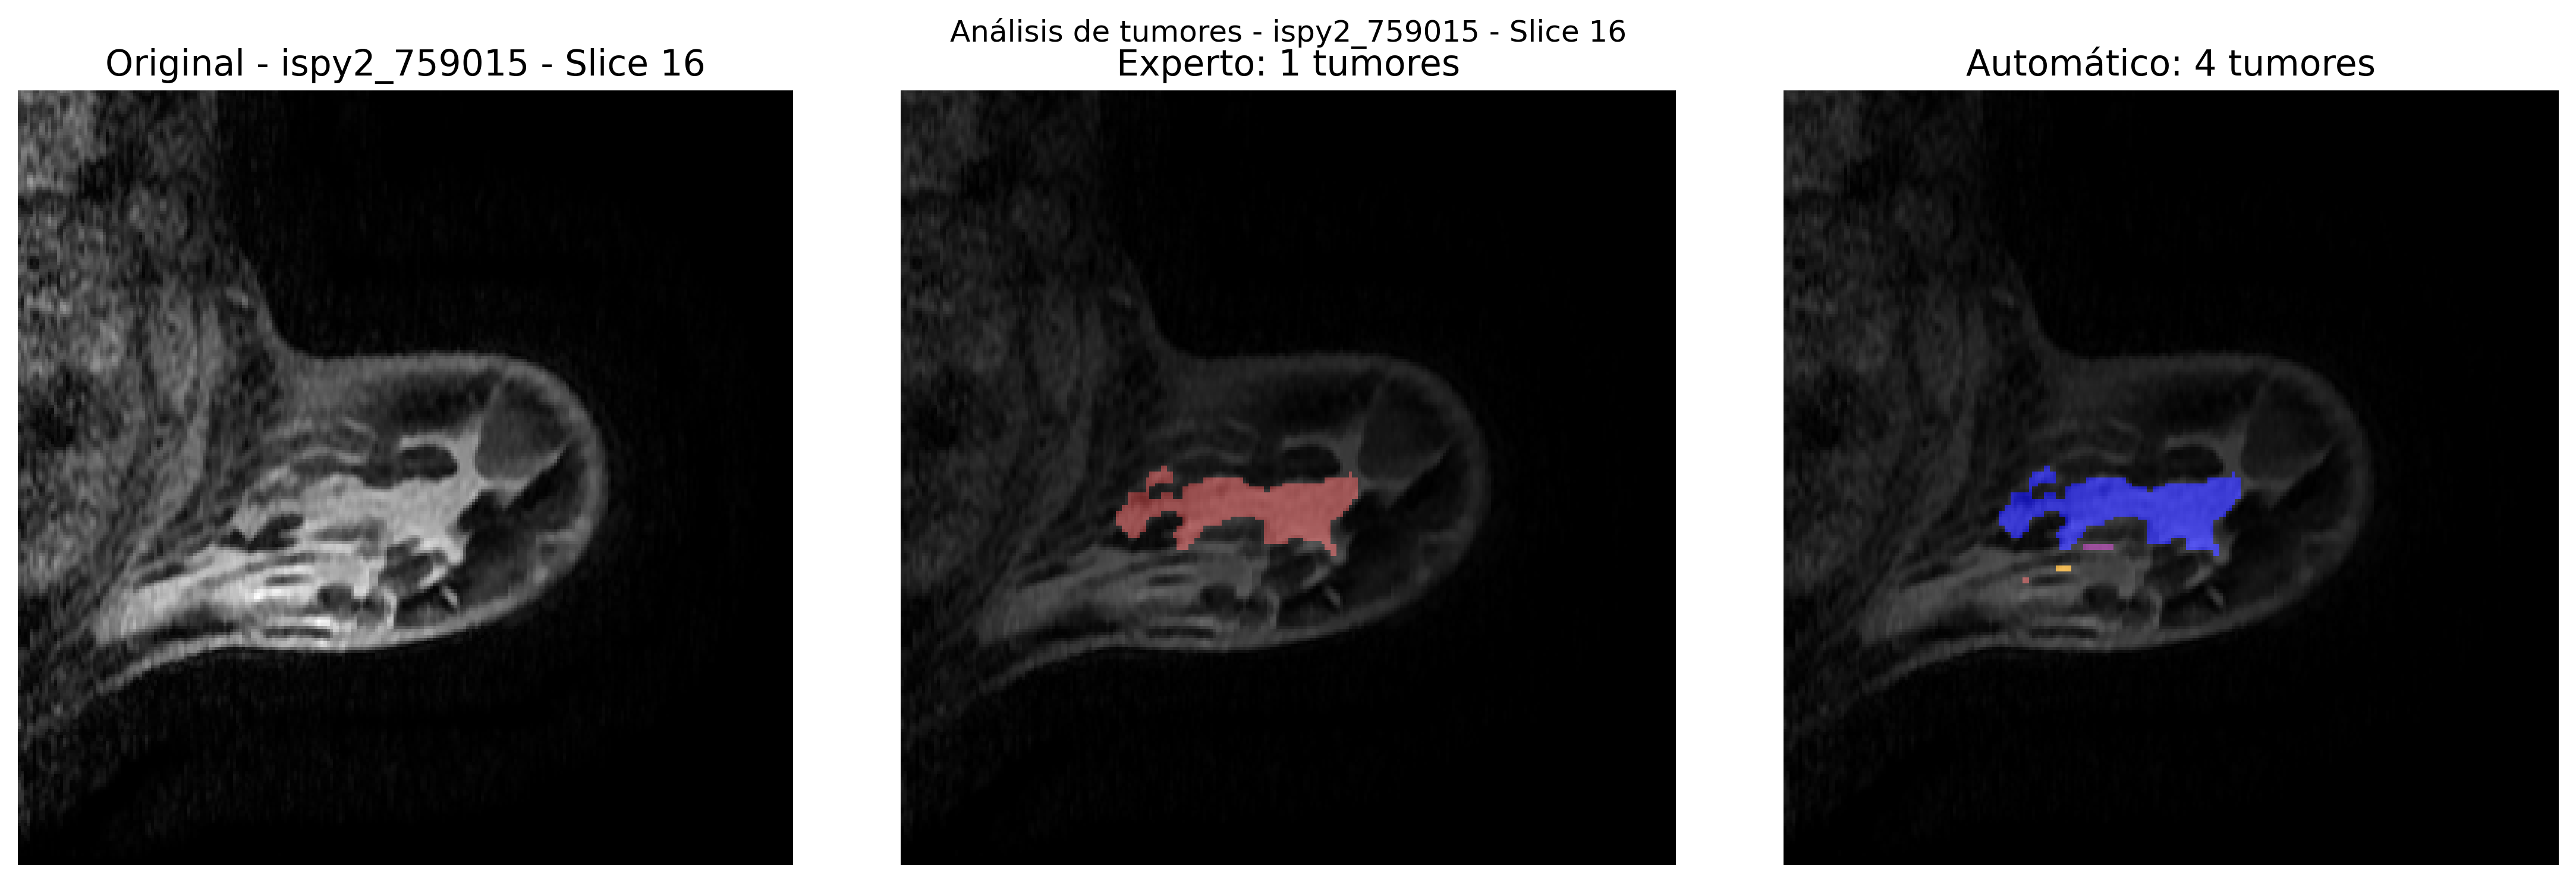 Análisis de tumores - ispy2_759015 - Slice 16
Original - ispy2_759015 - Slice 16
Experto: 1 tumores
Automático: 4 tumores